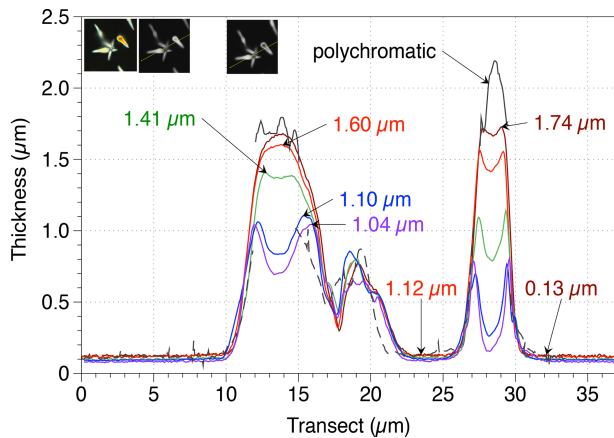 2.5
2.0
1.5
1.0
0.5
0
Thickness (µm)
polychromatic
1.41 µm
1.60 µm
1.74 µm
1.10 µm
1.04 µm
1.12 µm
0.13 µm
0 5 10 15 20 25 30 35
Transect (µm)